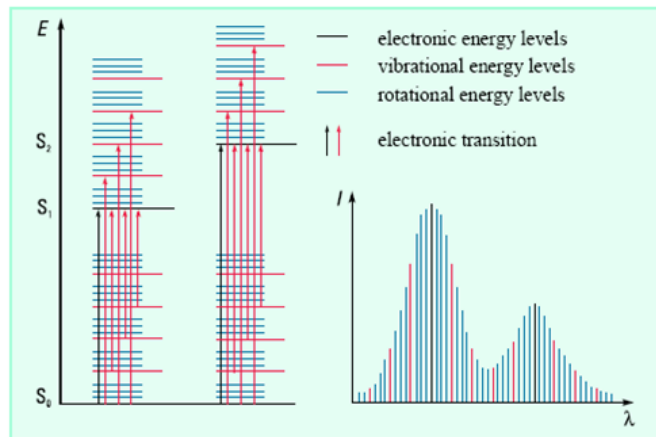 E
electronic energy levels
vibrational energy levels
rotational energy levels
electronic transition
S₂
S₁
S₀
I
λ